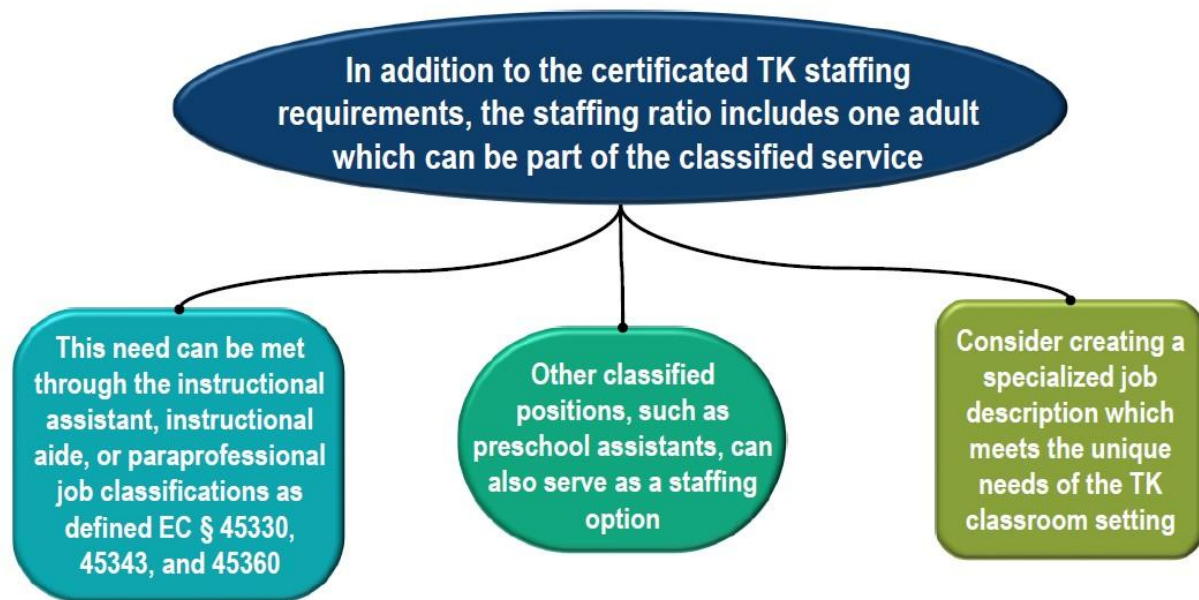 In addition to the certificated TK staffing
requirements, the staffing ratio includes one adult
which can be part of the classified service
This need can be met
through the instructional
assistant, instructional
aide, or paraprofessional
job classifications as
defined EC § 45330,
45343, and 45360
Other classified
positions, such as
preschool assistants, can
also serve as a staffing
option
Consider creating a
specialized job
description which
meets the unique
needs of the TK
classroom setting